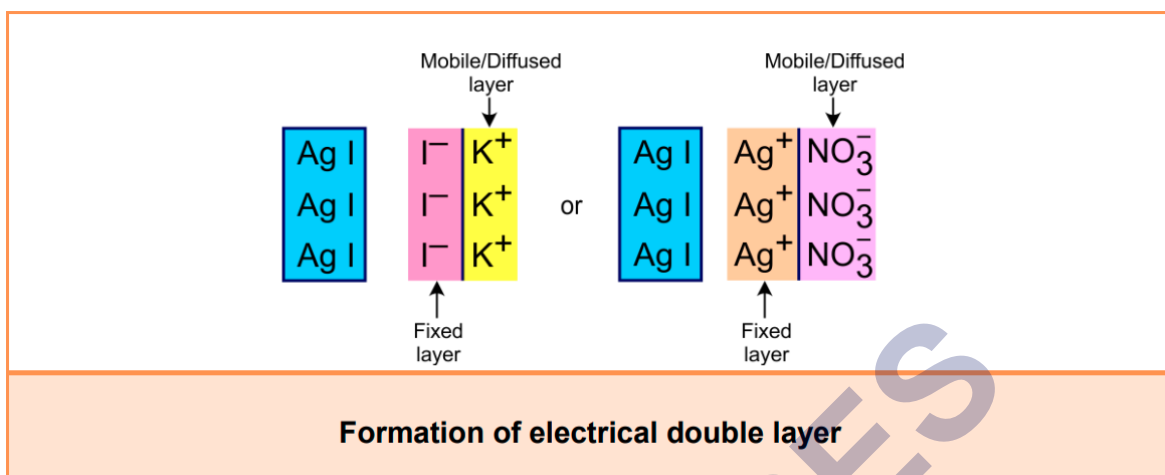 Mobile/Diffused
layer
Mobile/Diffused
layer
Ag I I⁻ K⁺ Ag I Ag⁺ NO₃⁻
Ag I I⁻ K⁺ or Ag I Ag⁺ NO₃⁻
Ag I I⁻ K⁺ Ag I Ag⁺ NO₃⁻
Fixed
layer
Fixed
layer
Formation of electrical double layer